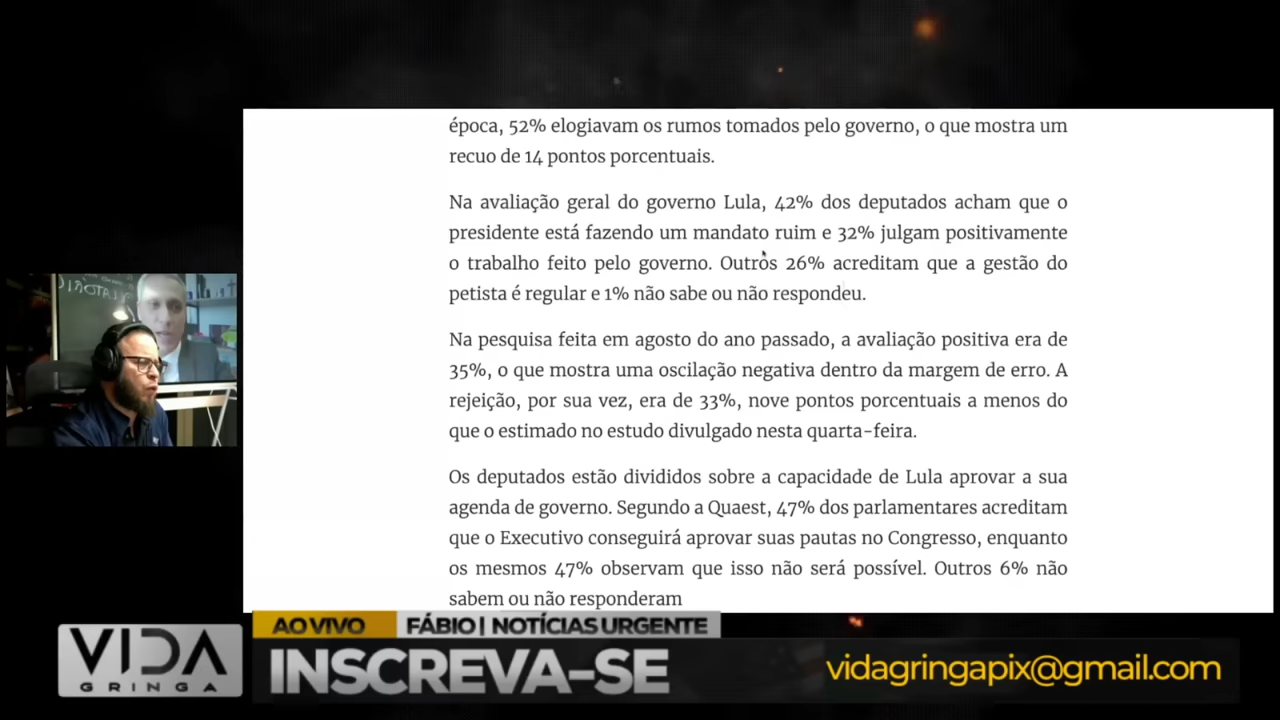 época, 52% elogiavam os rumos tomados pelo governo, o que mostra um
recuo de 14 pontos porcentuais.
Na avaliação geral do governo Lula, 42% dos deputados acham que o
presidente está fazendo um mandato ruim e 32% julgam positivamente
o trabalho feito pelo governo. Outros 26% acreditam que a gestão do
petista é regular e 1% não sabe ou não respondeu.
Na pesquisa feita em agosto do ano passado, a avaliação positiva era de
35%, o que mostra uma oscilação negativa dentro da margem de erro. A
rejeição, por sua vez, era de 33%, nove pontos porcentuais a menos do
que o estimado no estudo divulgado nesta quarta-feira.
Os deputados estão divididos sobre a capacidade de Lula aprovar a sua
agenda de governo. Segundo a Quaest, 47% dos parlamentares acreditam
que o Executivo conseguirá aprovar suas pautas no Congresso, enquanto
os mesmos 47% observam que isso não será possível. Outros 6% não
sabem ou não responderam
AO VIVO FÁBIO | NOTÍCIAS URGENTE
VIDA
GRINGA
INSCREVA-SE
vidagringapix@gmail.com